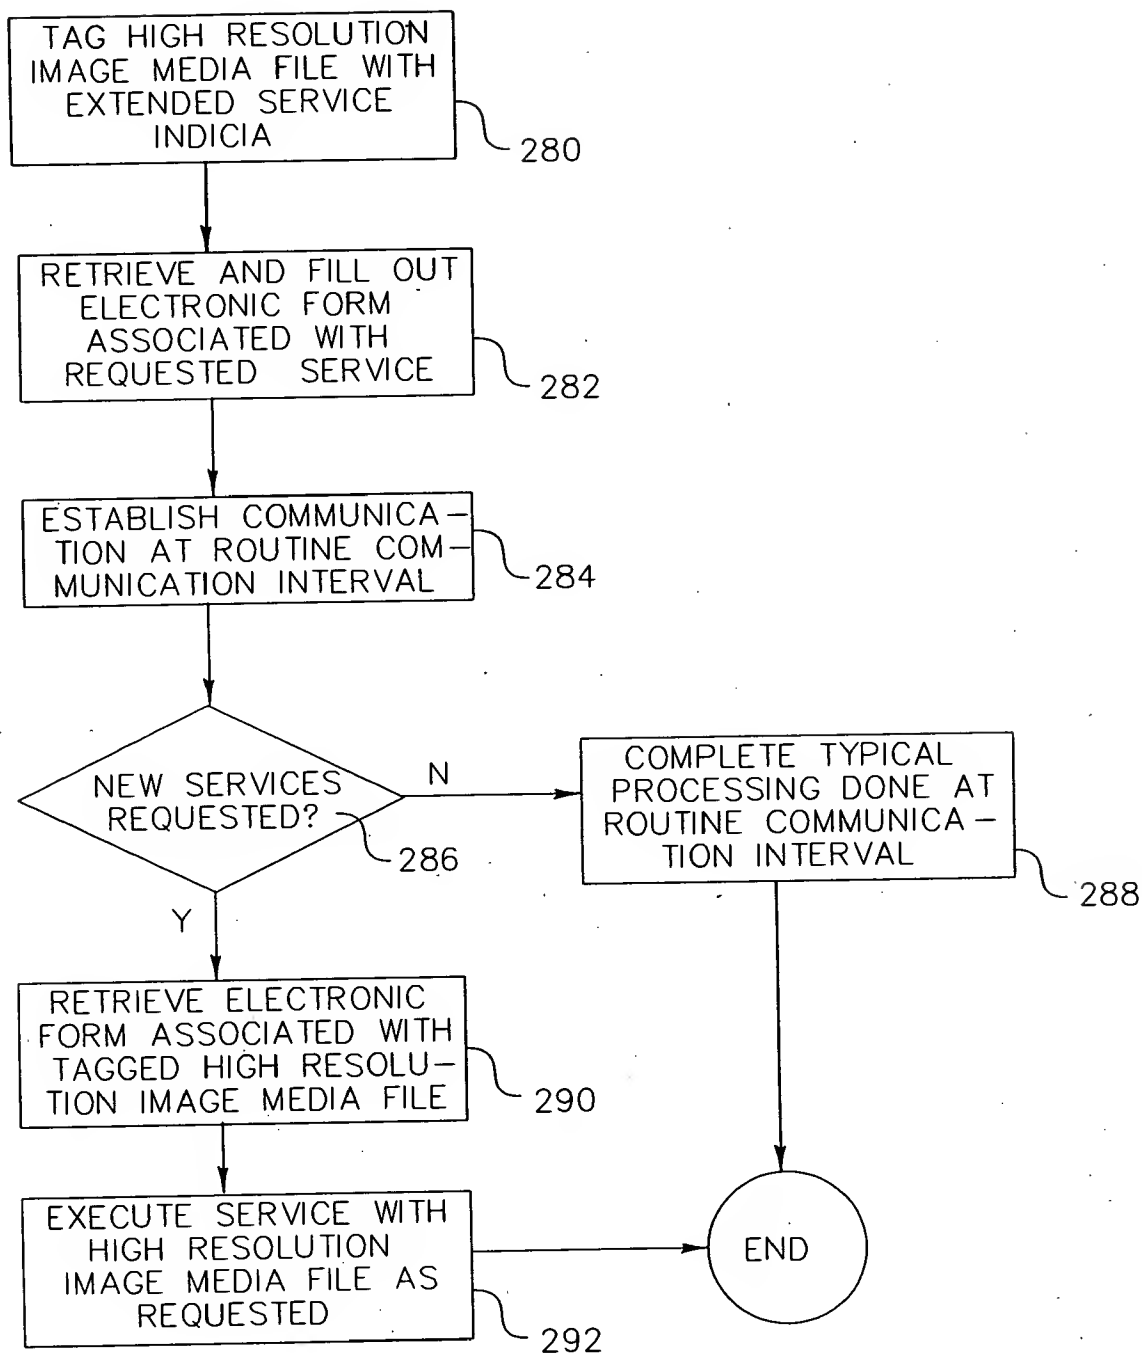 TAG HIGH RESOLUTION
IMAGE MEDIA FILE WITH
EXTENDED SERVICE
INDICIA
280
RETRIEVE AND FILL OUT
ELECTRONIC FORM
ASSOCIATED WITH
REQUESTED SERVICE
282
ESTABLISH COMMUNICA-
TION AT ROUTINE COM-
MUNICATION INTERVAL
284
NEW SERVICES
REQUESTED?
286
N
COMPLETE TYPICAL
PROCESSING DONE AT
ROUTINE COMMUNICA-
TION INTERVAL
288
Y
RETRIEVE ELECTRONIC
FORM ASSOCIATED WITH
TAGGED HIGH RESOLU-
TION IMAGE MEDIA FILE
290
EXECUTE SERVICE WITH
HIGH RESOLUTION
IMAGE MEDIA FILE AS
REQUESTED
292
END